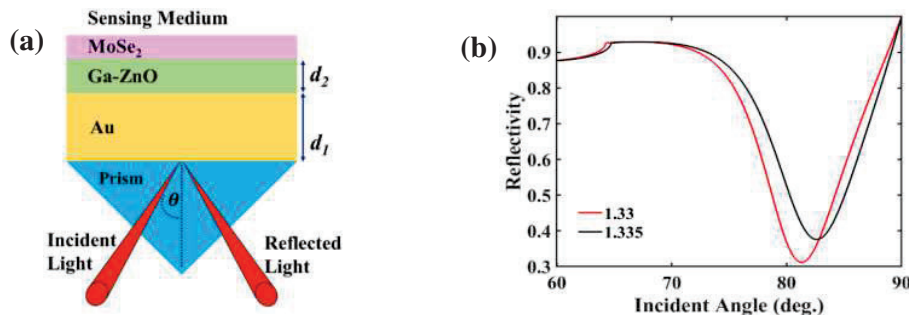 (a)
Sensing Medium
MoSe2
Ga-ZnO
d2
Au
d1
Prism
θ
Incident
Light
Reflected
Light
(b)
Reflectivity
0.9
0.8
0.7
0.6
0.5
0.4
0.3
1.33
1.335
60 70 80 90
Incident Angle (deg.)